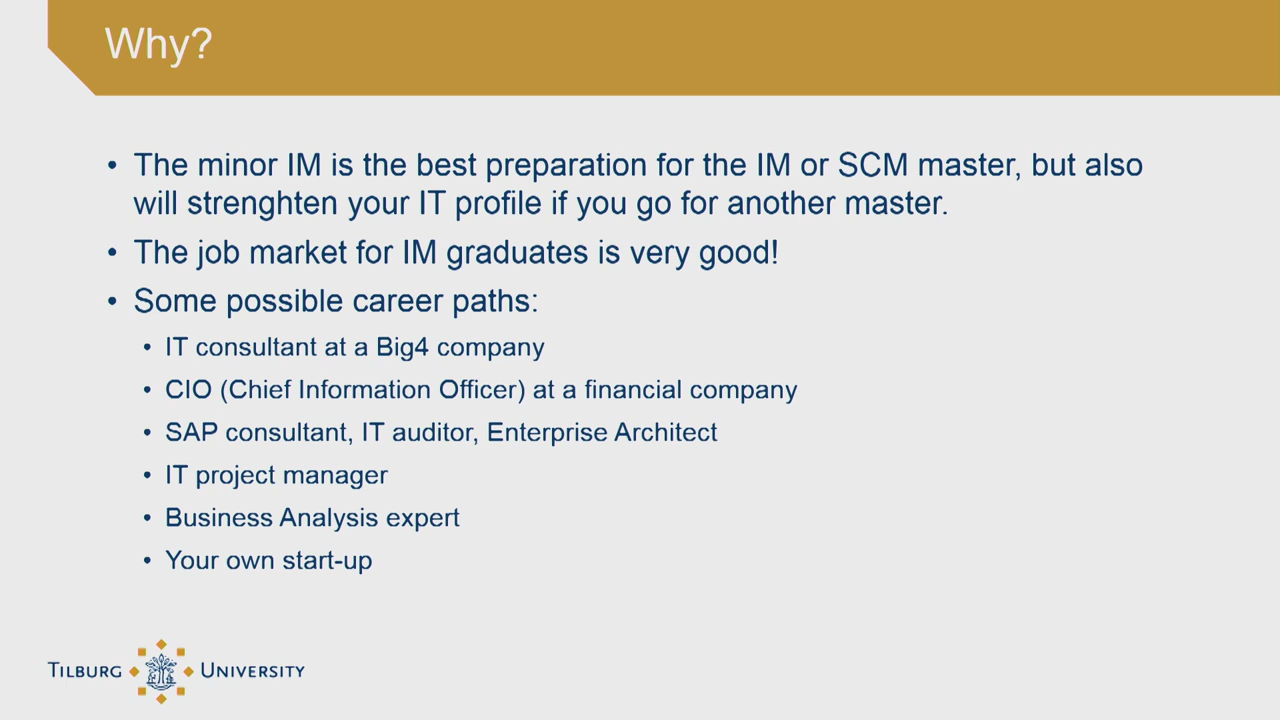 Why?
• The minor IM is the best preparation for the IM or SCM master, but also
will strenghten your IT profile if you go for another master.
• The job market for IM graduates is very good!
• Some possible career paths:
• IT consultant at a Big4 company
• CIO (Chief Information Officer) at a financial company
• SAP consultant, IT auditor, Enterprise Architect
• IT project manager
• Business Analysis expert
• Your own start-up
TILBURG UNIVERSITY